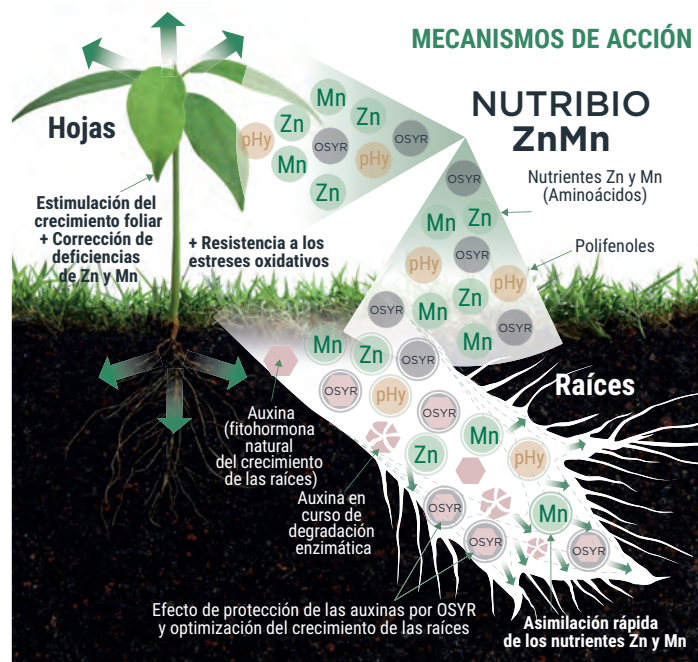 MECANISMOS DE ACCIÓN
NUTRIBIO
ZnMn
Hojas
Mn
Zn
Zn
pHy
OSYR
OSYR
Mn
pHy
Zn
Estimulación del
crecimiento foliar
+ Corrección de
deficiencias
de Zn y Mn
+ Resistencia a los
estreses oxidativos
OSYR
Nutrientes Zn y Mn
(Aminoácidos)
Mn
Zn
Polifenoles
OSYR
pHy
pHy
Zn
OSYR
Mn
OSYR
Mn
Raíces
Mn
Zn
OSYR
OSYR
pHy
OSYR
Auxina
(fitohormona
natural
del crecimiento
de las raíces)
Mn
Zn
pHy
Auxina en
curso de
degradación
enzimática
OSYR
Mn
OSYR
OSYR
Efecto de protección de las auxinas por OSYR
y optimización del crecimiento de las raíces
Asimilación rápida
de los nutrientes Zn y Mn